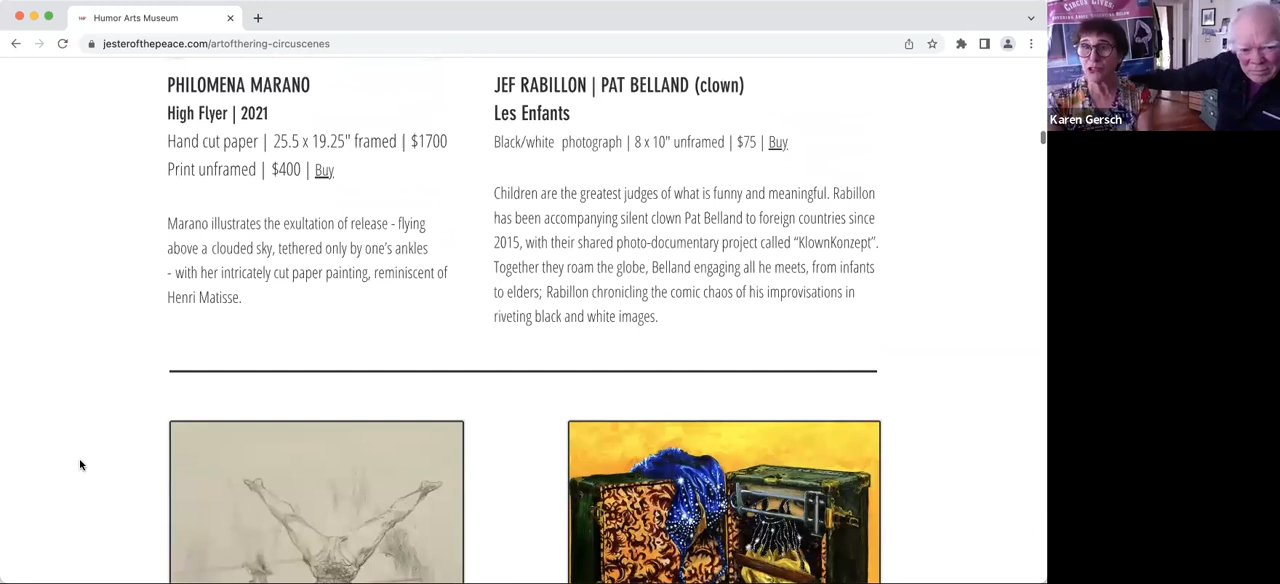 Humor Arts Museum
jesterofthepeace.com/artofthering-circuscenes
PHILOMENA MARANO
High Flyer | 2021
Hand cut paper | 25.5 x 19.25" framed | $1700
Print unframed | $400 | Buy
Marano illustrates the exultation of release - flying
above a clouded sky, tethered only by one's ankles
- with her intricately cut paper painting, reminiscent of
Henri Matisse.
JEF RABILLON | PAT BELLAND (clown)
Les Enfants
Black/white photograph | 8 x 10" unframed | $75 | Buy
Children are the greatest judges of what is funny and meaningful. Rabillon
has been accompanying silent clown Pat Belland to foreign countries since
2015, with their shared photo-documentary project called “KlownKonzept”.
Together they roam the globe, Belland engaging all he meets, from infants
to elders; Rabillon chronicling the comic chaos of his improvisations in
riveting black and white images.
CIRCUS LIVES:
Karen Gersch